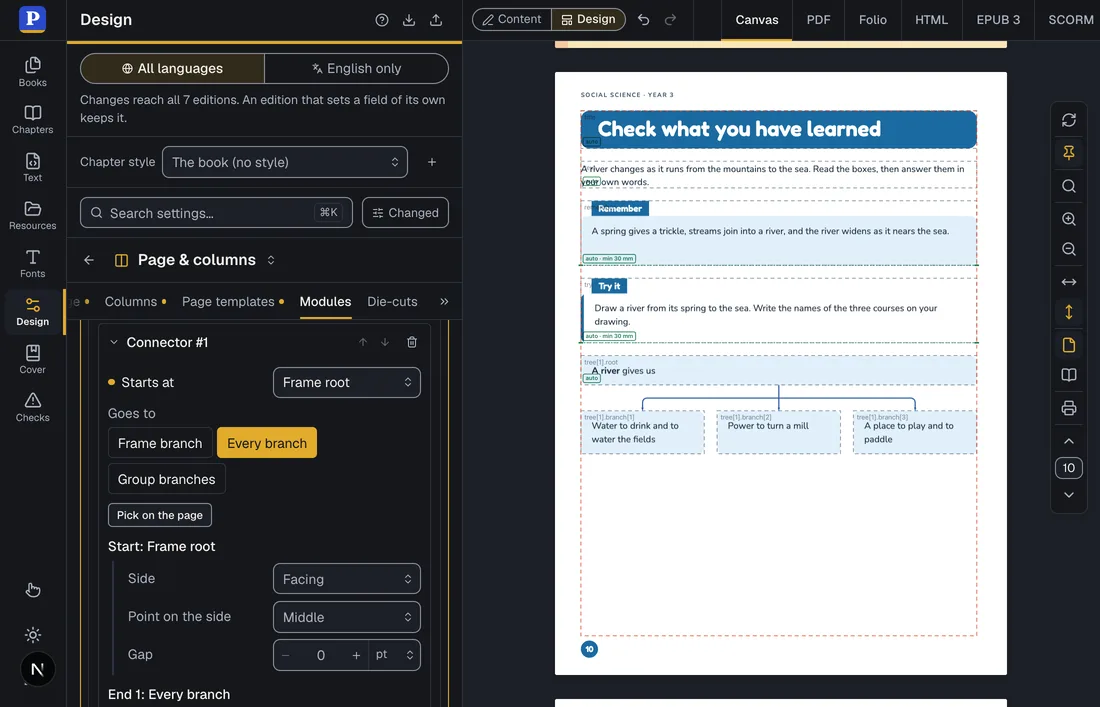 P
Design
Content
Design
Canvas
PDF
Folio
HTML
EPUB 3
SCORM
Books
Chapters
Text
Resources
Fonts
Design
Cover
Checks
N
All languages
English only
Changes reach all 7 editions. An edition that sets a field of its own
keeps it.
Chapter style
The book (no style)
Search settings...
⌘K
Changed
Page & columns
Columns
Page templates
Modules
Die-cuts
Connector #1
Starts at
Frame root
Goes to
Frame branch
Every branch
Group branches
Pick on the page
Start: Frame root
Side
Facing
Point on the side
Middle
Gap
− 0 + pt
End 1: Every branch
SOCIAL SCIENCE · YEAR 3
Check what you have learned
auto
A river changes as it runs from the mountains to the sea. Read the boxes, then answer them in
your own words.
Remember
A spring gives a trickle, streams join into a river, and the river widens as it nears the sea.
auto · min 30 mm
Try it
Draw a river from its spring to the sea. Write the names of the three courses on your
drawing.
auto · min 30 mm
tree[1].root
A river gives us
auto
tree[1].branch[1]
Water to drink and to
water the fields
tree[1].branch[2]
Power to turn a mill
tree[1].branch[3]
A place to play and to
paddle
10
10